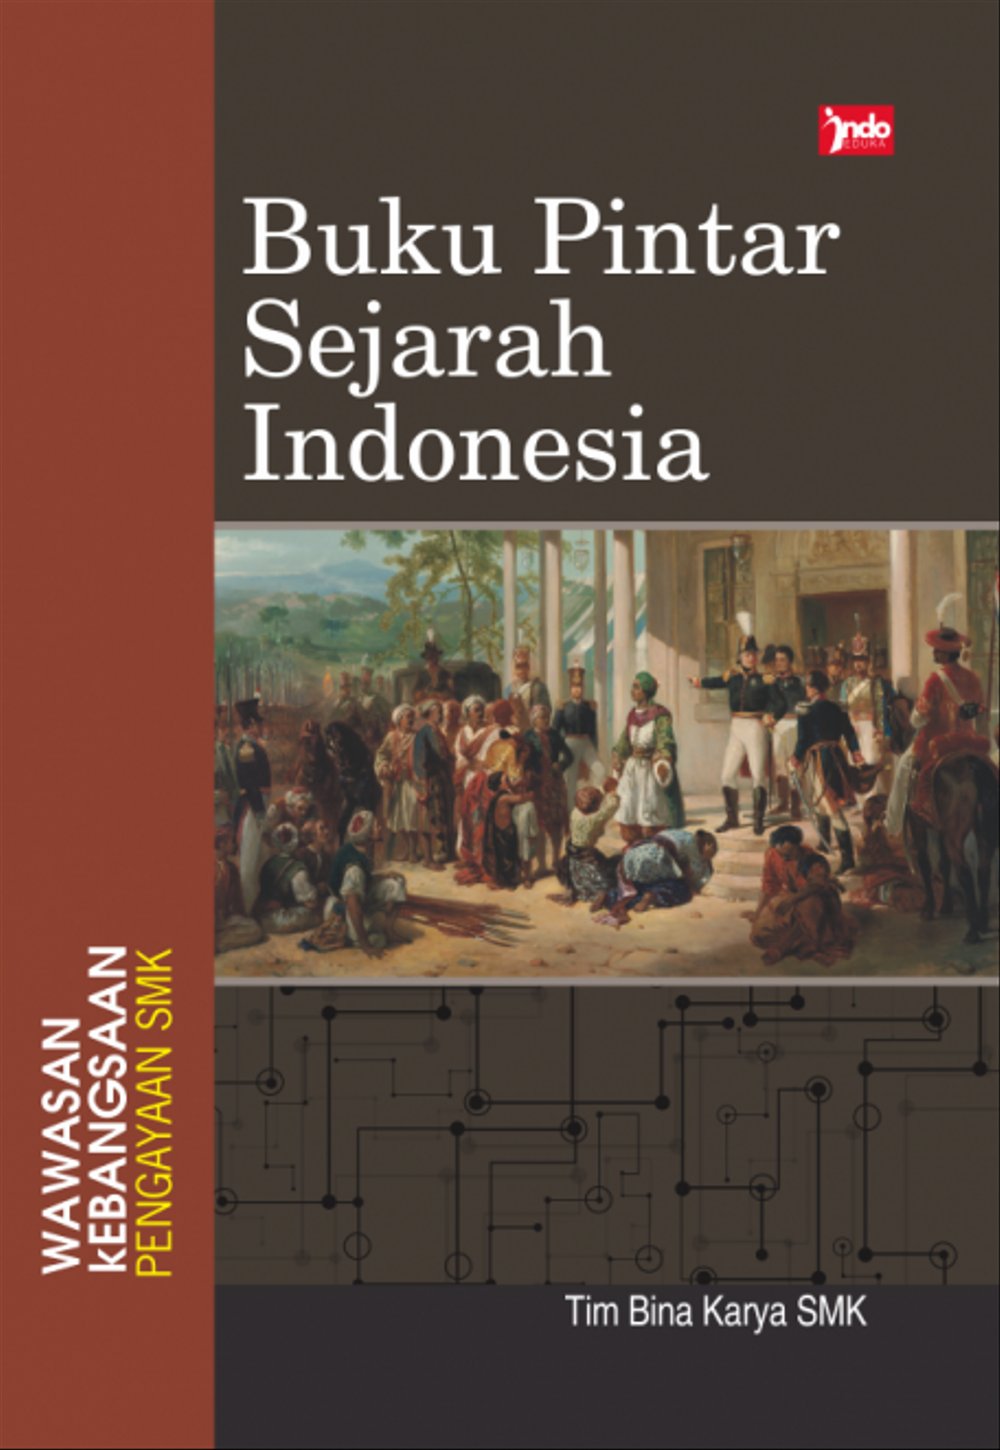 indo
EDUKA
Buku Pintar
Sejarah
Indonesia
WAWASAN
kEBANGSAAN
PENGAYAAN SMK
Tim Bina Karya SMK